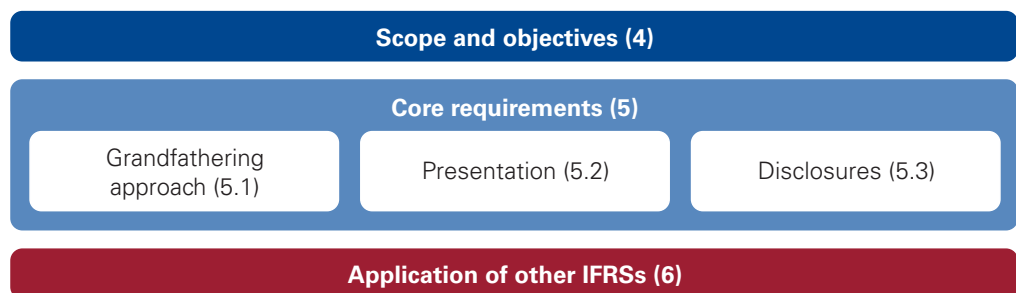 Scope and objectives (4)
Core requirements (5)
Grandfathering
approach (5.1)
Presentation (5.2)
Disclosures (5.3)
Application of other IFRSs (6)